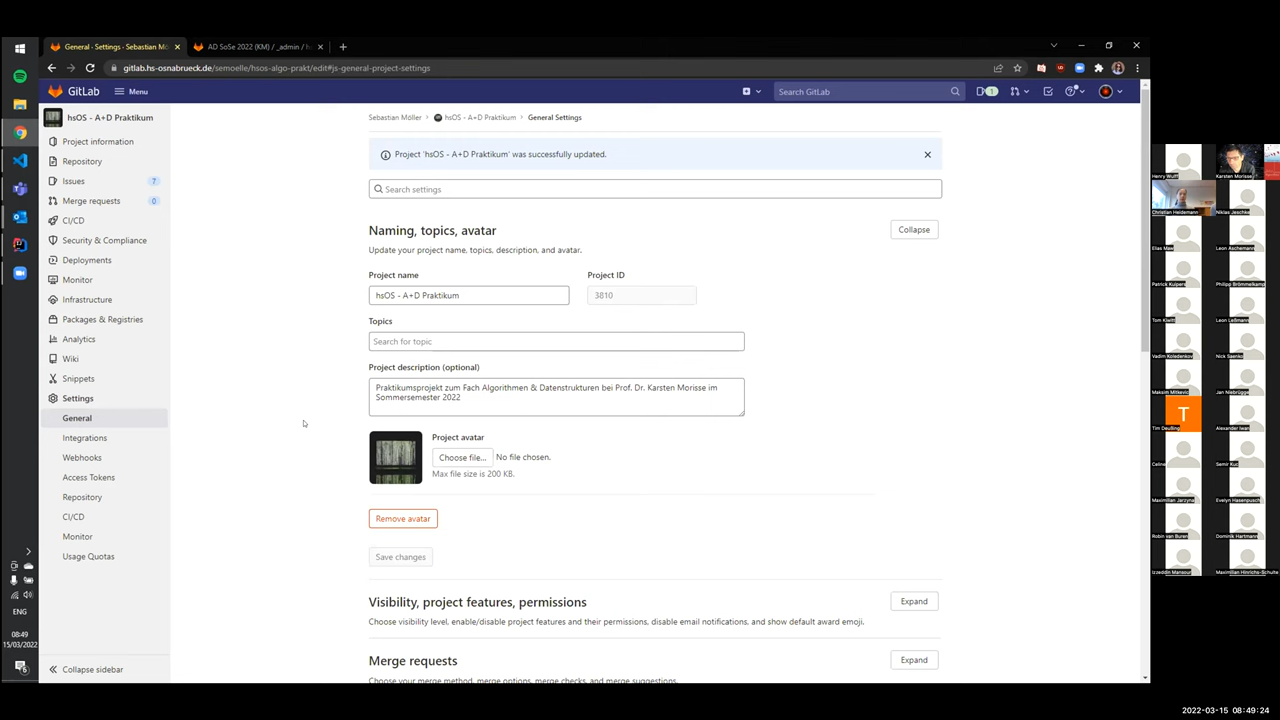 General · Settings · Sebastian Mö
AD SoSe 2022 (KM) / _admin / h
gitlab.hs-osnabrueck.de/semoelle/hsos-algo-prakt/edit#js-general-project-settings
GitLab
Menu
Search GitLab
1
hsOS - A+D Praktikum
Project information
Repository
Issues
7
Merge requests
0
CI/CD
Security & Compliance
Deployments
Monitor
Infrastructure
Packages & Registries
Analytics
Wiki
Snippets
Settings
General
Integrations
Webhooks
Access Tokens
Repository
CI/CD
Monitor
Usage Quotas
Collapse sidebar
Sebastian Möller
hsOS - A+D Praktikum
General Settings
Project 'hsOS - A+D Praktikum' was successfully updated.
Search settings
Naming, topics, avatar
Collapse
Update your project name, topics, description, and avatar.
Project name
Project ID
hsOS - A+D Praktikum
3810
Topics
Search for topic
Project description (optional)
Praktikumsprojekt zum Fach Algorithmen & Datenstrukturen bei Prof. Dr. Karsten Morisse im
Sommersemester 2022
Project avatar
Choose file...
No file chosen.
Max file size is 200 KB.
Remove avatar
Save changes
Visibility, project features, permissions
Expand
Choose visibility level, enable/disable project features and their permissions, disable email notifications, and show default award emoji.
Merge requests
Expand
Choose your merge method, merge options, merge checks, and merge suggestions.
ENG
08:49
15/03/2022
Henry Wulff
Karsten Morisse
Christian Heidemann
Niklas Jeschke
Elias Maw
Leon Aschemann
Patrick Kuipers
Philipp Brömmelkamp
Tom Kiwitt
Leon Leßmann
Vadim Koledenkov
Nick Saenko
Maksim Mitkevic
Jan Niebrügge
T
Tim Deußing
Alexander Iwan
Celine
Semir Kuc
Maximilian Jarzyna
Evelyn Hasenpusch
Robin van Buren
Dominik Hartmann
Izzeddin Mansour
Maximilian Hinrichs-Schulte
2022-03-15 08:49:24